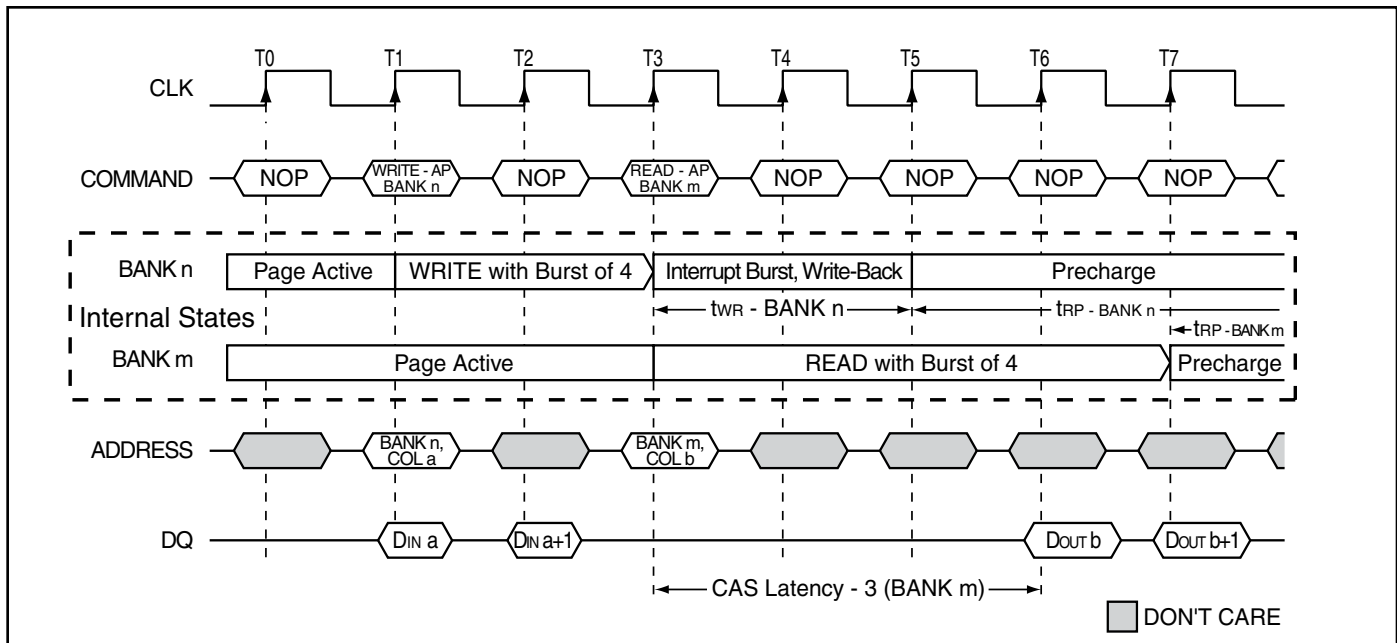 T0 T1 T2 T3 T4 T5 T6 T7
CLK
COMMAND NOP WRITE - AP BANK n NOP READ - AP BANK m NOP NOP NOP NOP
BANK n Page Active WRITE with Burst of 4 Interrupt Burst, Write-Back Precharge
tWR - BANK n tRP - BANK n
Internal States
tRP - BANK m
BANK m Page Active READ with Burst of 4 Precharge
ADDRESS BANK n, COL a BANK m, COL b
DQ DIN a DIN a+1 DOUT b DOUT b+1
CAS Latency - 3 (BANK m)
DON'T CARE